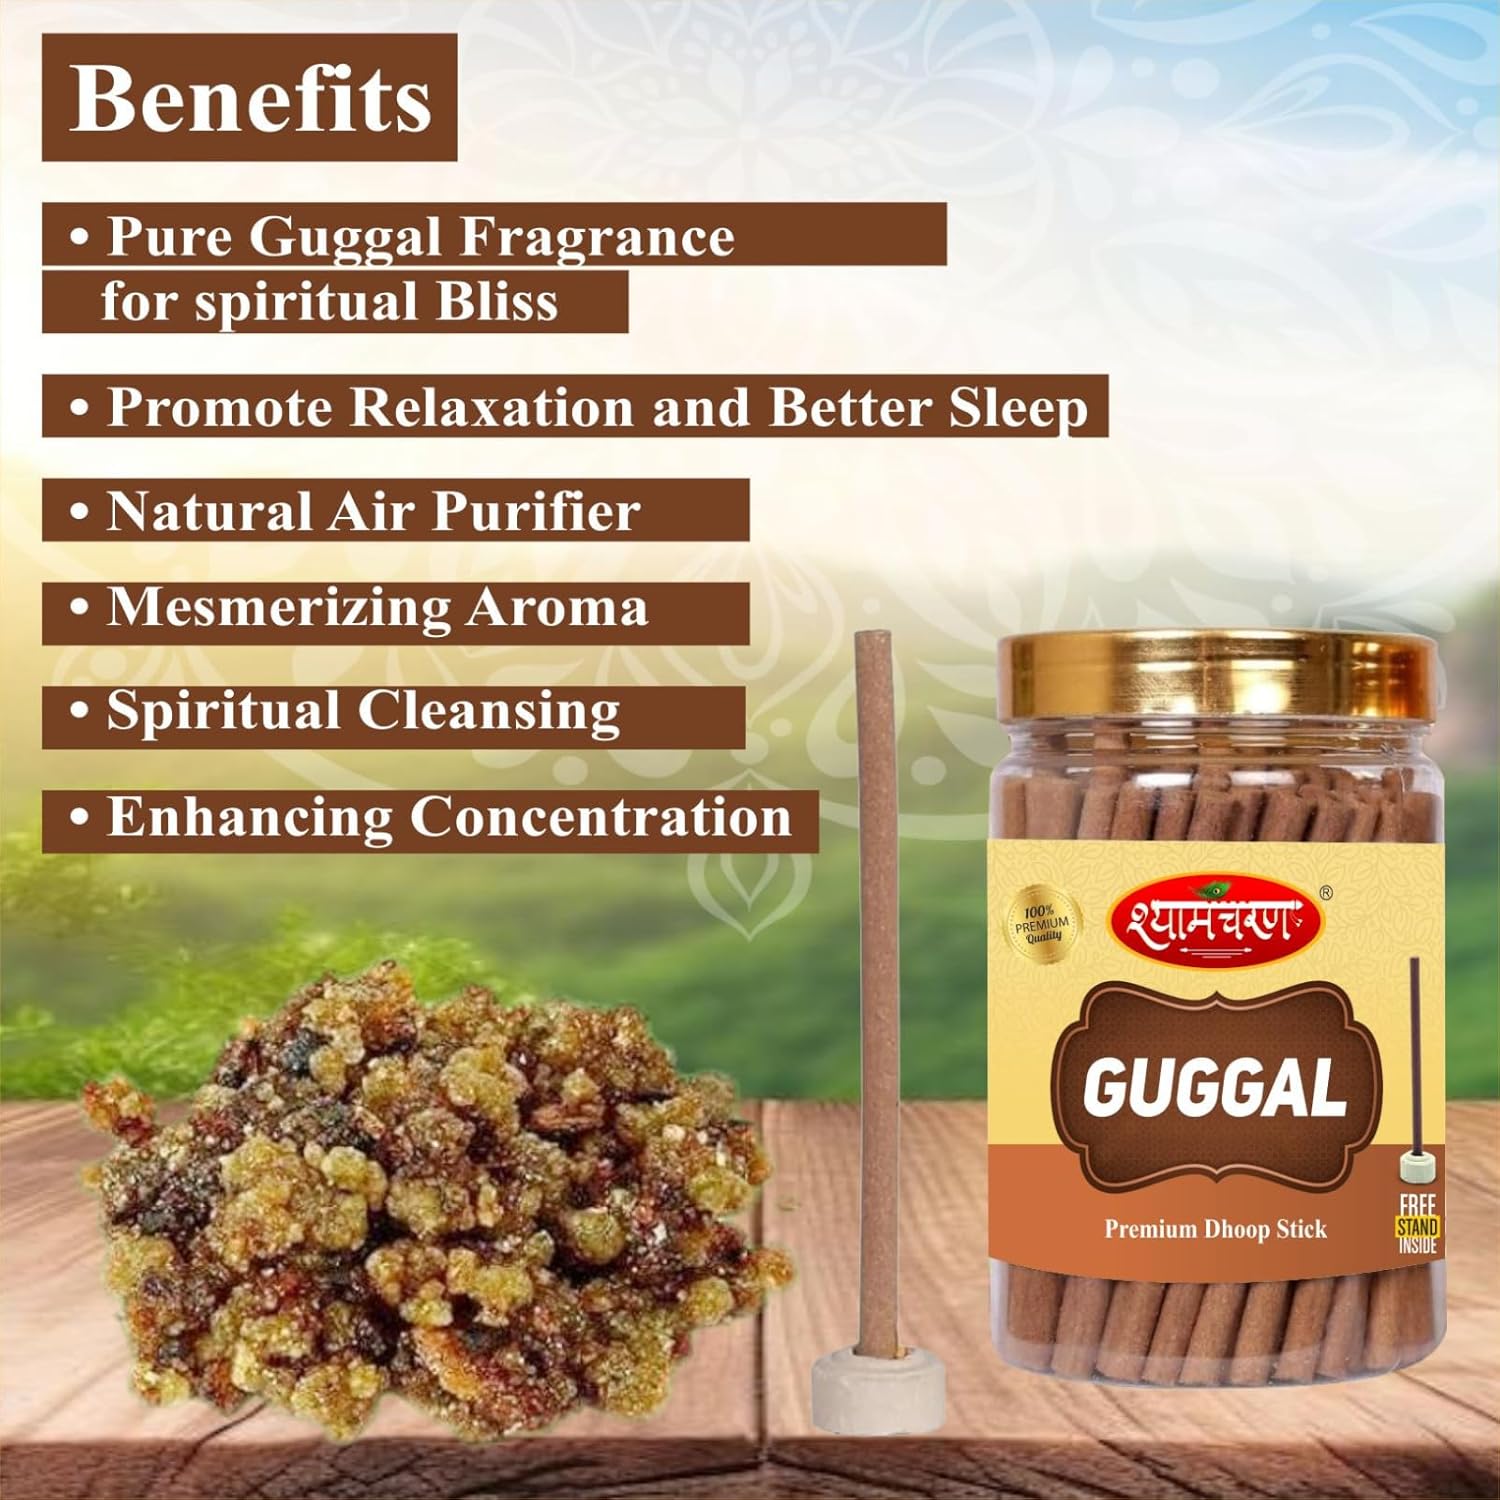 Benefits
• Pure Guggal Fragrance
for spiritual Bliss
• Promote Relaxation and Better Sleep
• Natural Air Purifier
• Mesmerizing Aroma
• Spiritual Cleansing
• Enhancing Concentration
100%
PREMIUM
Quality
श्यामचरण
®
GUGGAL
Premium Dhoop Stick
FREE
STAND
INSIDE